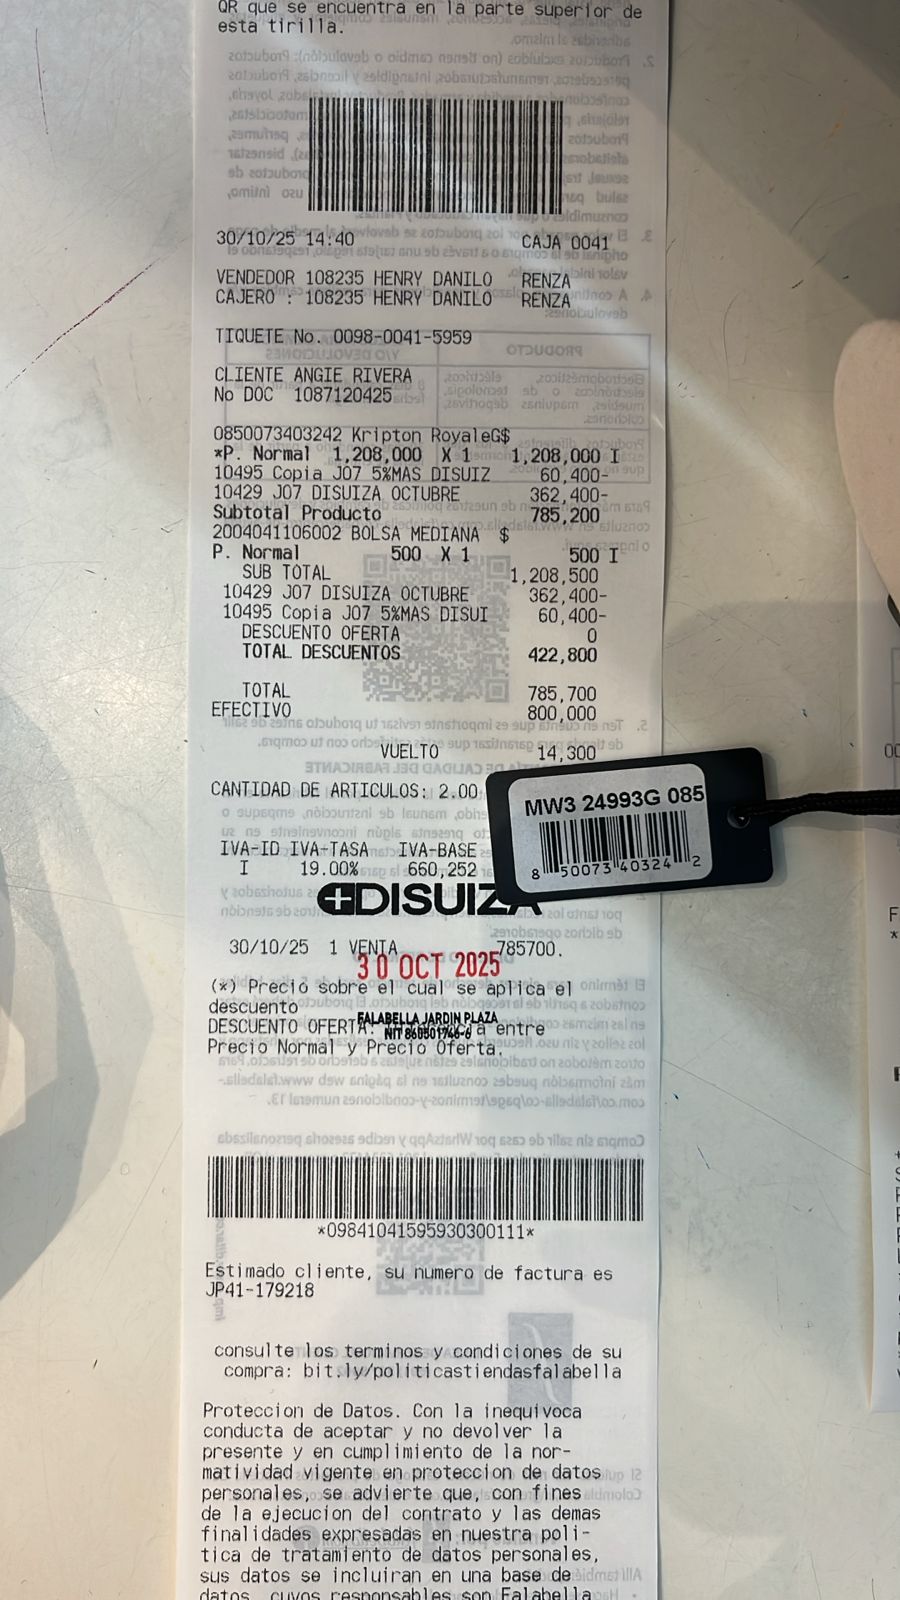 QR que se encuentra en la parte superior de
esta tirilla.
30/10/25 14:40 CAJA 0041
VENDEDOR 108235 HENRY DANILO RENZA
CAJERO : 108235 HENRY DANILO RENZA
TIQUETE No. 0098-0041-5959
CLIENTE ANGIE RIVERA
No DOC 1087120425
0850073403242 Kripton RoyaleG$
*P. Normal 1,208,000 X 1 1,208,000 I
10495 Copia J07 5%MAS DISUIZ 60,400-
10429 J07 DISUIZA OCTUBRE 362,400-
Subtotal Producto 785,200
2004041106002 BOLSA MEDIANA $
P. Normal 500 X 1 500 I
SUB TOTAL 1,208,500
10429 J07 DISUIZA OCTUBRE 362,400-
10495 Copia J07 5%MAS DISUI 60,400-
DESCUENTO OFERTA 0
TOTAL DESCUENTOS 422,800
TOTAL 785,700
EFECTIVO 800,000
VUELTO 14,300
CANTIDAD DE ARTICULOS: 2.00
MW3 24993G 085
8 50073 40324 2
IVA-ID IVA-TASA IVA-BASE
I 19.00% 660,252
DISUIZA
30/10/25 1 VENTA 785700.
30 OCT 2025
(*) Precio sobre el cual se aplica el
descuento
FALABELLA JARDIN PLAZA
DESCUENTO OFERTA: entre
NIT 860501746-6
Precio Normal y Precio Oferta.
*09841041595930300111*
Estimado cliente, su numero de factura es
JP41-179218
consulte los terminos y condiciones de su
compra: bit.ly/politicastiendasfalabella
Proteccion de Datos. Con la inequivoca
conducta de aceptar y no devolver la
presente y en cumplimiento de la nor-
matividad vigente en proteccion de datos
personales, se advierte que, con fines
de la ejecucion del contrato y las demas
finalidades expresadas en nuestra poli-
tica de tratamiento de datos personales,
sus datos se incluiran en una base de
datos, cuyos responsables son Falabella